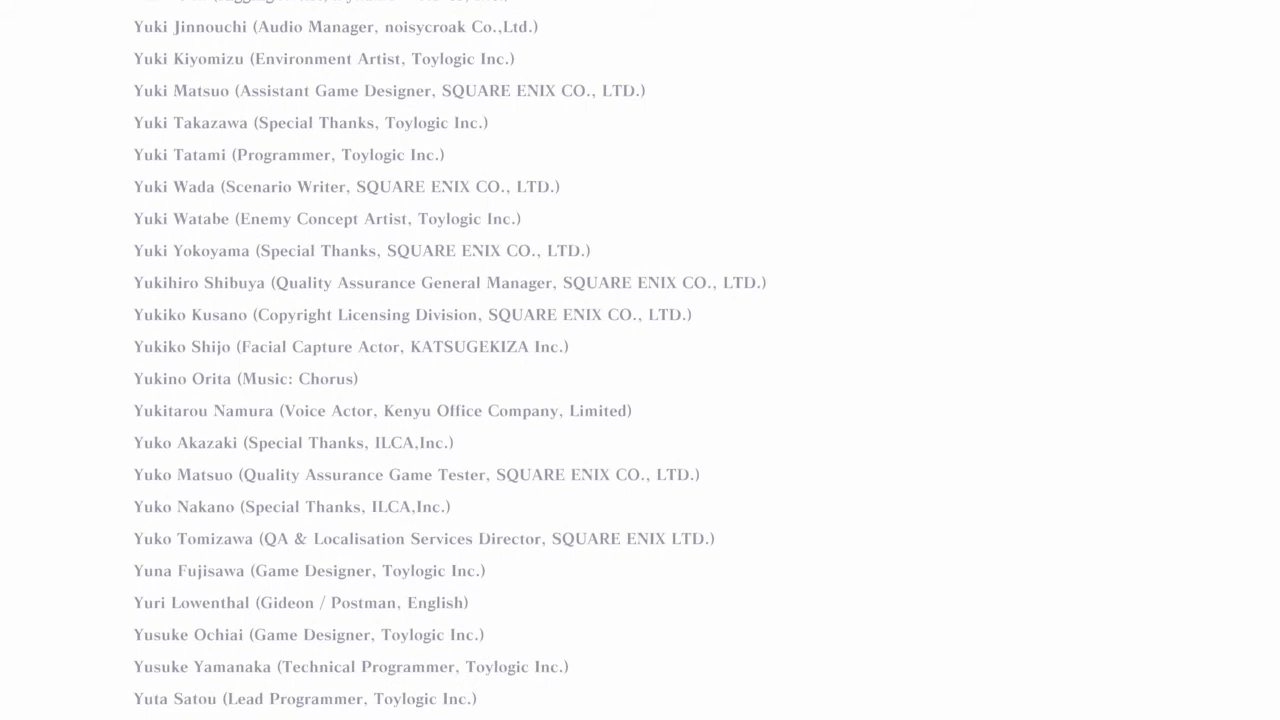 Yuki Jinnouchi (Audio Manager, noisycroak Co.,Ltd.)
Yuki Kiyomizu (Environment Artist, Toylogic Inc.)
Yuki Matsuo (Assistant Game Designer, SQUARE ENIX CO., LTD.)
Yuki Takazawa (Special Thanks, Toylogic Inc.)
Yuki Tatami (Programmer, Toylogic Inc.)
Yuki Wada (Scenario Writer, SQUARE ENIX CO., LTD.)
Yuki Watabe (Enemy Concept Artist, Toylogic Inc.)
Yuki Yokoyama (Special Thanks, SQUARE ENIX CO., LTD.)
Yukihiro Shibuya (Quality Assurance General Manager, SQUARE ENIX CO., LTD.)
Yukiko Kusano (Copyright Licensing Division, SQUARE ENIX CO., LTD.)
Yukiko Shijo (Facial Capture Actor, KATSUGEKIZA Inc.)
Yukino Orita (Music: Chorus)
Yukitarou Namura (Voice Actor, Kenyu Office Company, Limited)
Yuko Akazaki (Special Thanks, ILCA,Inc.)
Yuko Matsuo (Quality Assurance Game Tester, SQUARE ENIX CO., LTD.)
Yuko Nakano (Special Thanks, ILCA,Inc.)
Yuko Tomizawa (QA & Localisation Services Director, SQUARE ENIX LTD.)
Yuna Fujisawa (Game Designer, Toylogic Inc.)
Yuri Lowenthal (Gideon / Postman, English)
Yusuke Ochiai (Game Designer, Toylogic Inc.)
Yusuke Yamanaka (Technical Programmer, Toylogic Inc.)
Yuta Satou (Lead Programmer, Toylogic Inc.)